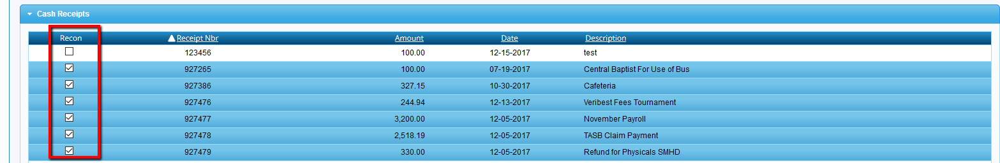 Cash Receipts
Recon Receipt Nbr Amount Date Description
123456 100.00 12-15-2017 test
927265 100.00 07-19-2017 Central Baptist For Use of Bus
927386 327.15 10-30-2017 Cafeteria
927476 244.94 12-13-2017 Veribest Fees Tournament
927477 3,200.00 12-05-2017 November Payroll
927478 2,518.19 12-05-2017 TASB Claim Payment
927479 330.00 12-05-2017 Refund for Physicals SMHD